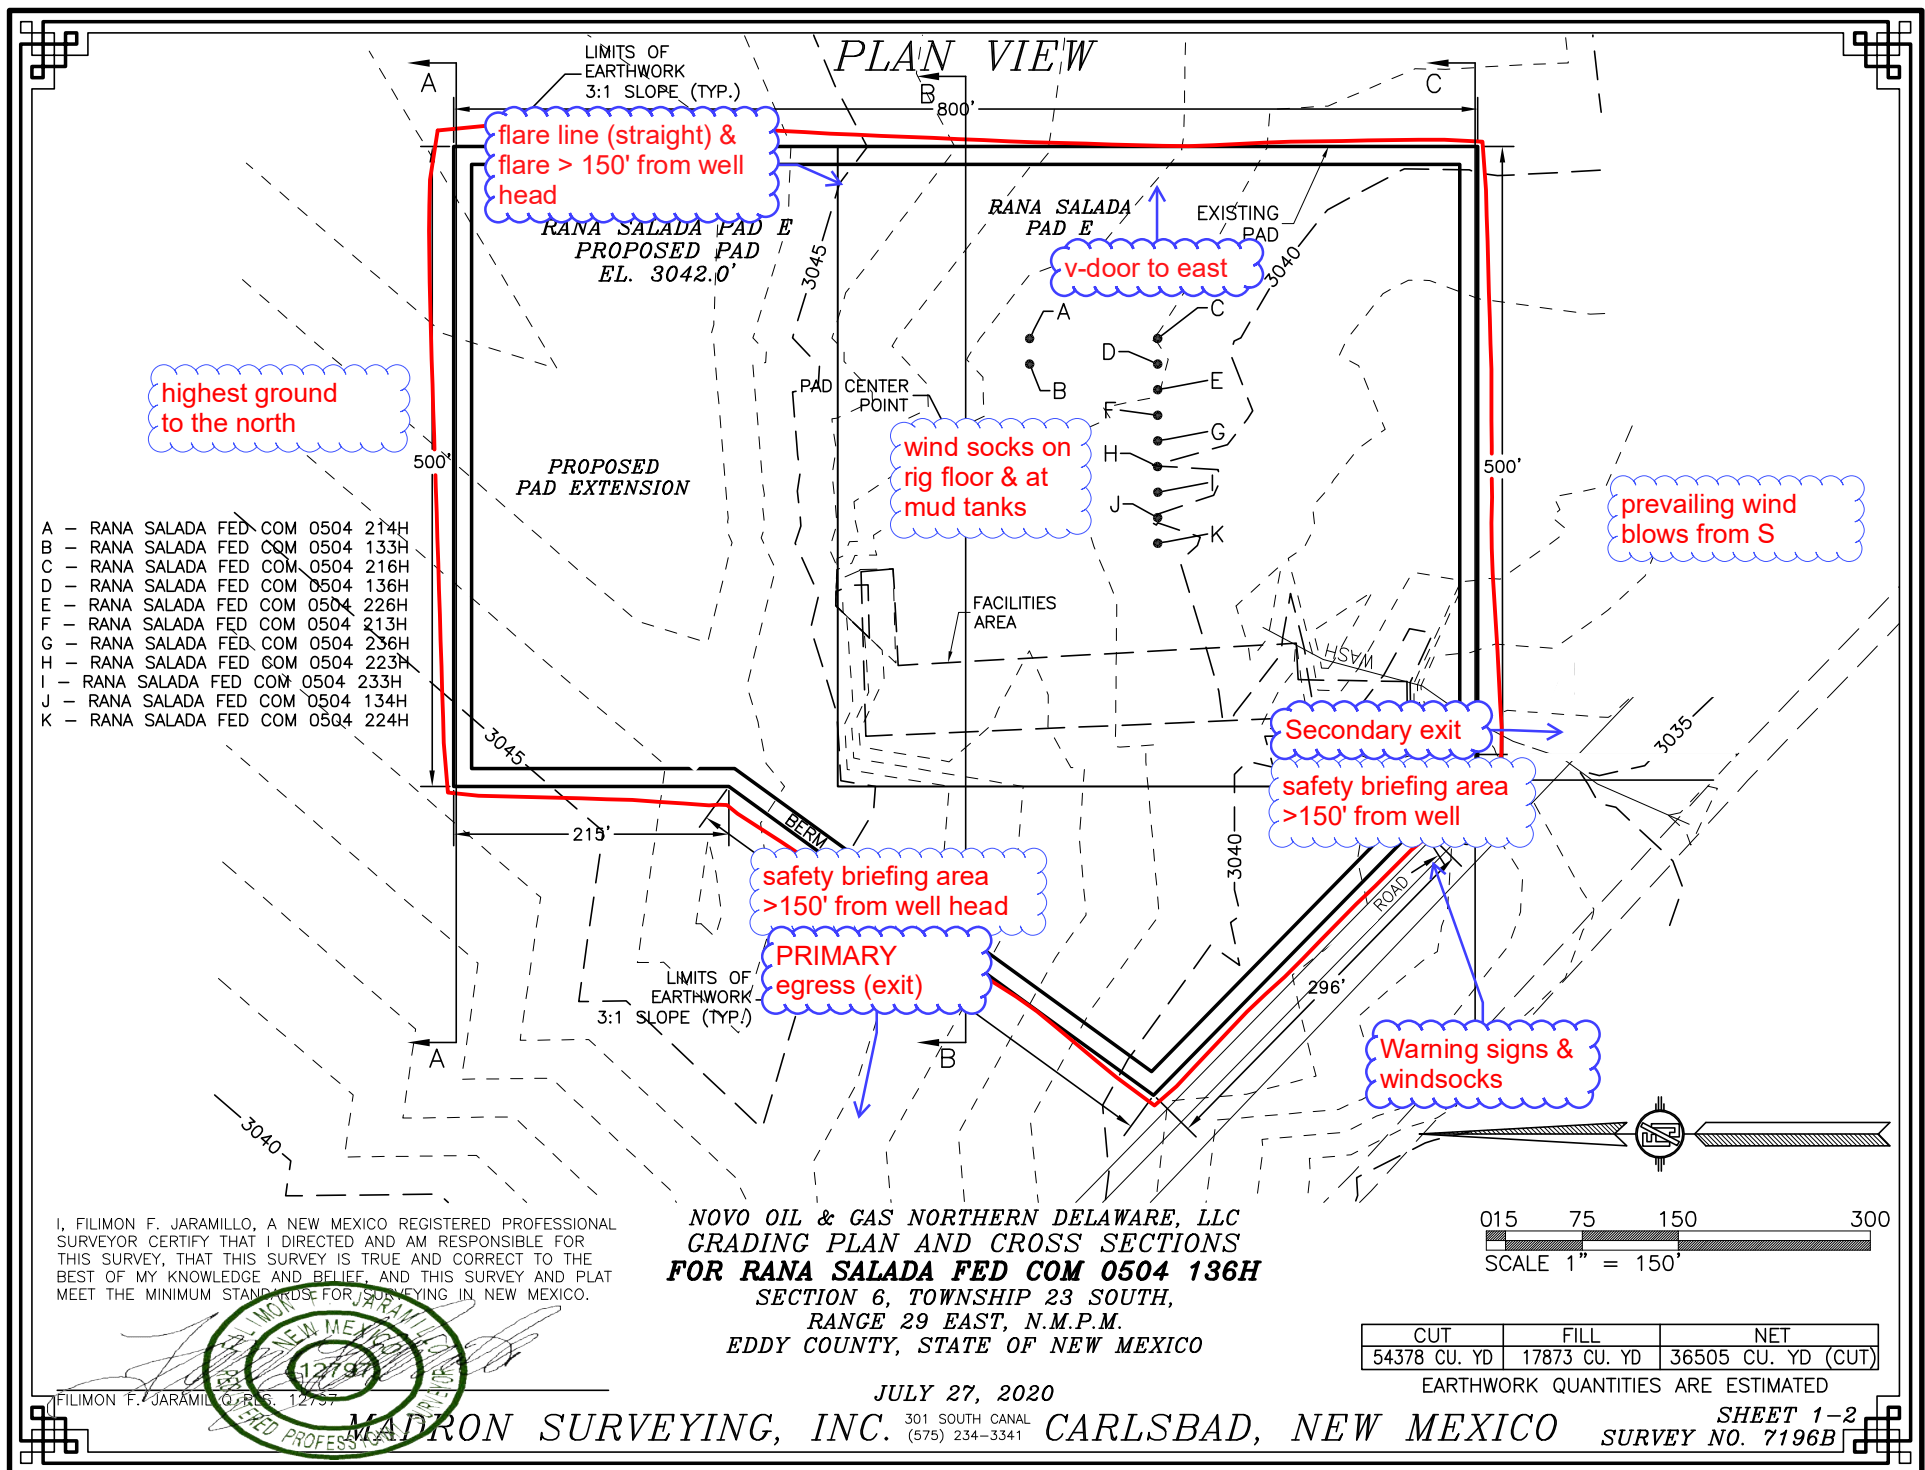 PLAN VIEW
LIMITS OF
EARTHWORK
3:1 SLOPE (TYP.)
A
B
C
800'
flare line (straight) &
flare > 150' from well
head
RANA SALADA PAD E
PROPOSED PAD
EL. 3042.0'
3045
RANA SALADA
PAD E
EXISTING
PAD
v-door to east
3040
A
B
C
D
E
F
G
H
I
J
K
highest ground
to the north
PAD CENTER
POINT
wind socks on
rig floor & at
mud tanks
500'
PROPOSED
PAD EXTENSION
500'
prevailing wind
blows from S
A – RANA SALADA FED COM 0504 214H
B – RANA SALADA FED COM 0504 133H
C – RANA SALADA FED COM 0504 216H
D – RANA SALADA FED COM 0504 136H
E – RANA SALADA FED COM 0504 226H
F – RANA SALADA FED COM 0504 213H
G – RANA SALADA FED COM 0504 236H
H – RANA SALADA FED COM 0504 223H
I – RANA SALADA FED COM 0504 233H
J – RANA SALADA FED COM 0504 134H
K – RANA SALADA FED COM 0504 224H
FACILITIES
AREA
WASH
3045
Secondary exit
3035
safety briefing area
>150' from well
215'
BERM
3040
safety briefing area
>150' from well head
ROAD
PRIMARY
egress (exit)
LIMITS OF
EARTHWORK
3:1 SLOPE (TYP.)
296'
A
B
Warning signs &
windsocks
3040
I, FILIMON F. JARAMILLO, A NEW MEXICO REGISTERED PROFESSIONAL
SURVEYOR CERTIFY THAT I DIRECTED AND AM RESPONSIBLE FOR
THIS SURVEY, THAT THIS SURVEY IS TRUE AND CORRECT TO THE
BEST OF MY KNOWLEDGE AND BELIEF, AND THIS SURVEY AND PLAT
MEET THE MINIMUM STANDARDS FOR SURVEYING IN NEW MEXICO.
FILIMON F. JARAMILLO
NEW MEXICO
12797
REGISTERED PROFESSIONAL SURVEYOR
FILIMON F. JARAMILLO, PLS. 12797
NOVO OIL & GAS NORTHERN DELAWARE, LLC
GRADING PLAN AND CROSS SECTIONS
FOR RANA SALADA FED COM 0504 136H
SECTION 6, TOWNSHIP 23 SOUTH,
RANGE 29 EAST, N.M.P.M.
EDDY COUNTY, STATE OF NEW MEXICO
JULY 27, 2020
015 75 150 300
SCALE 1" = 150'
CUT FILL NET
54378 CU. YD 17873 CU. YD 36505 CU. YD (CUT)
EARTHWORK QUANTITIES ARE ESTIMATED
MADRON SURVEYING, INC. 301 SOUTH CANAL (575) 234-3341 CARLSBAD, NEW MEXICO
SHEET 1-2
SURVEY NO. 7196B